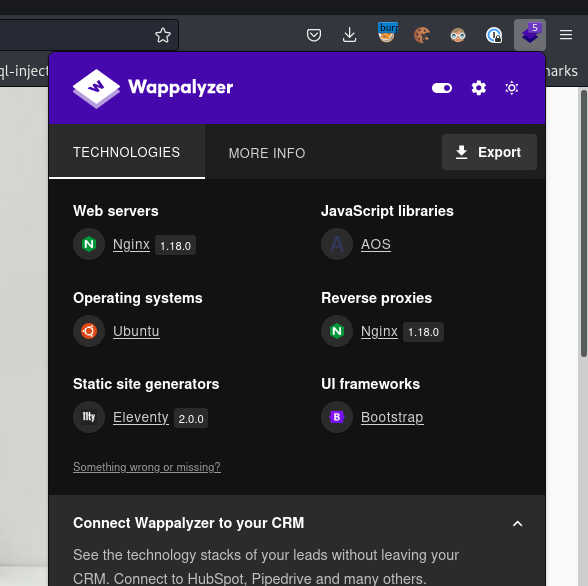 burp
5
ql-inject
marks
Wappalyzer
TECHNOLOGIES
MORE INFO
Export
Web servers
JavaScript libraries
N
Nginx 1.18.0
A
AOS
Operating systems
Reverse proxies
Ubuntu
N
Nginx 1.18.0
Static site generators
UI frameworks
11ty
Eleventy 2.0.0
B
Bootstrap
Something wrong or missing?
Connect Wappalyzer to your CRM
See the technology stacks of your leads without leaving your
CRM. Connect to HubSpot, Pipedrive and many others.